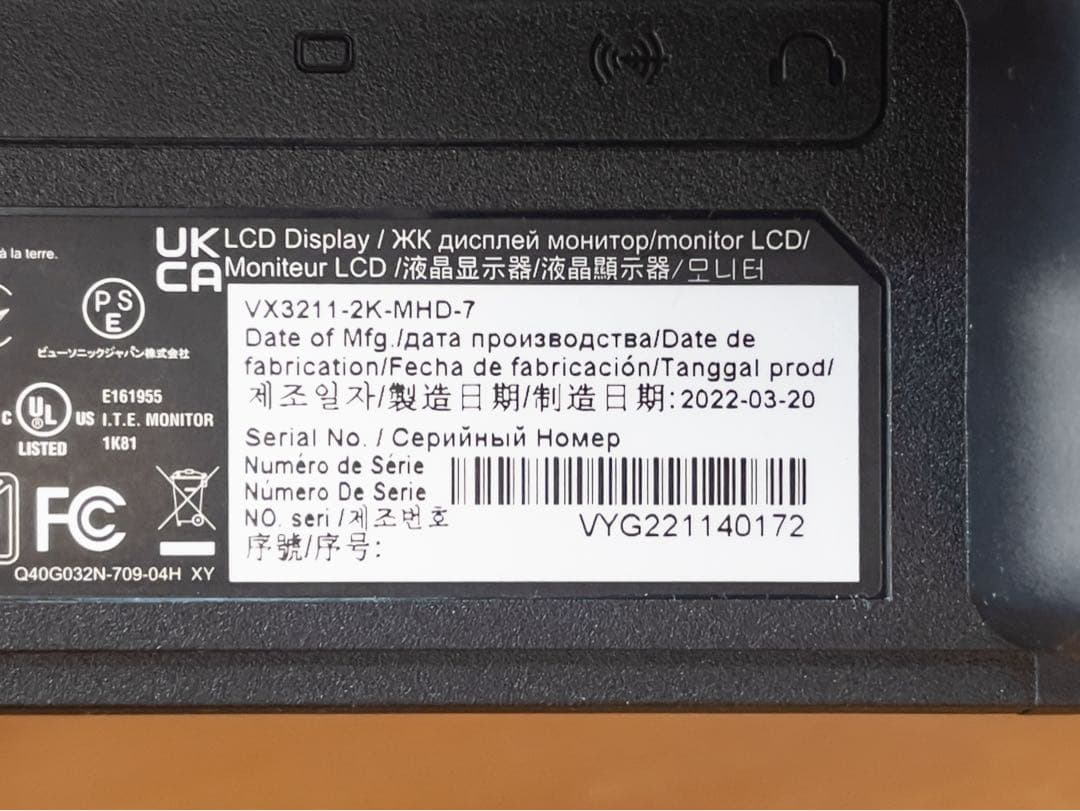 à la terre.
UK
CA
LCD Display / ЖК дисплей монитор/monitor LCD/
Moniteur LCD /液晶显示器/液晶顯示器/모니터
PS
E
ビューソニックジャパン株式会社
C UL US
®
LISTED
E161955
I.T.E. MONITOR
1K81
FC
Q40G032N-709-04H XY
VX3211-2K-MHD-7
Date of Mfg./дата производства/Date de
fabrication/Fecha de fabricación/Tanggal prod/
제조일자/製造日期/制造日期:2022-03-20
Serial No. / Серийный Номер
Numéro de Série
Número De Serie
NO. seri /제조번호
序號/序号:
VYG221140172